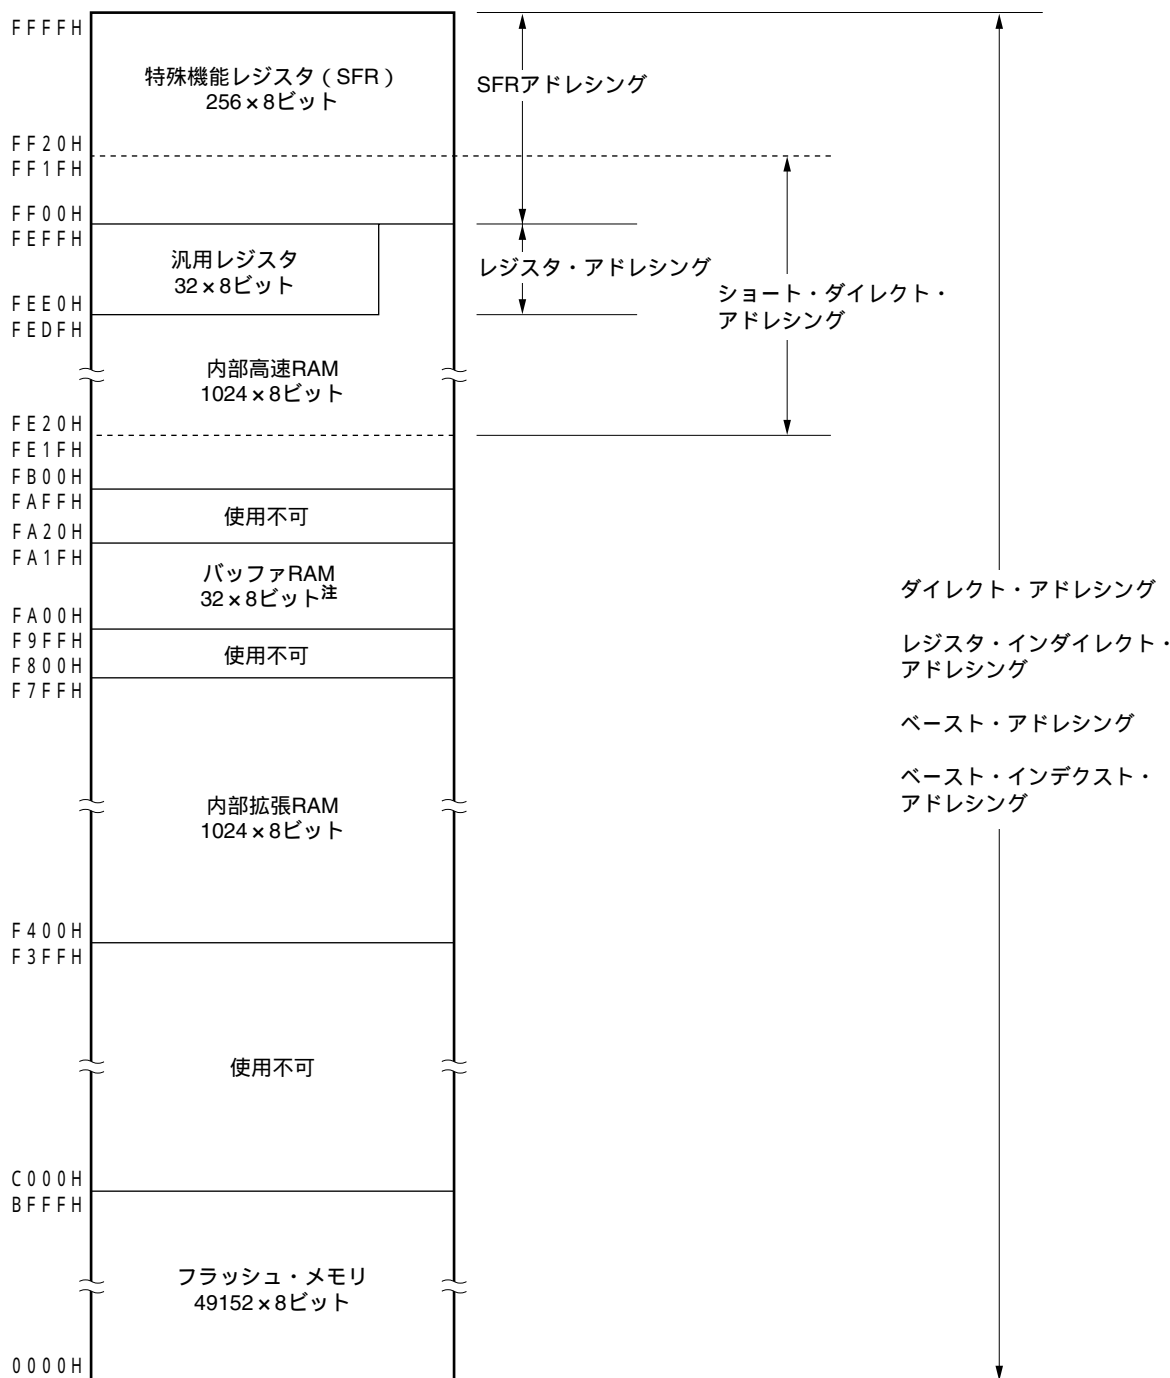 FFFFH
特殊機能レジスタ（SFR）
256×8ビット
SFRアドレシング
FF20H
FF1FH
FF00H
FEFFH
汎用レジスタ
32×8ビット
レジスタ・アドレシング
ショート・ダイレクト・
アドレシング
FEE0H
FEDFH
内部高速RAM
1024×8ビット
FE20H
FE1FH
FB00H
FAFFH
使用不可
FA20H
FA1FH
バッファRAM
32×8ビット注
FA00H
F9FFH
使用不可
F800H
F7FFH
ダイレクト・アドレシング
レジスタ・インダイレクト・
アドレシング
ベースト・アドレシング
ベースト・インデクスト・
アドレシング
内部拡張RAM
1024×8ビット
F400H
F3FFH
使用不可
C000H
BFFFH
フラッシュ・メモリ
49152×8ビット
0000H